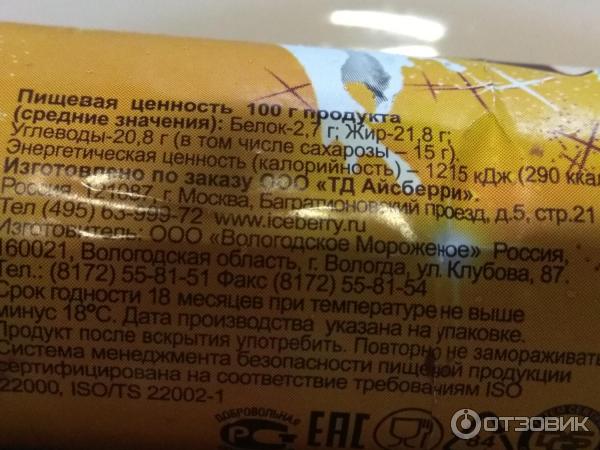 Пищевая ценность 100 г продукта
(средние значения): Белок-2,7 г; Жир-21,8 г;
Углеводы-20,8 г (в том числе сахарозы – 15 г).
Энергетическая ценность (калорийность) – 1215 кДж (290 ккал
Изготовлено по заказу ООО «ТД Айсберри».
Россия, 121087, г. Москва, Багратионовский проезд, д.5, стр.21
Тел (495) 63-999-72 www.iceberry.ru
Изготовитель: ООО «Вологодское Мороженое» Россия,
160021, Вологодская область, г. Вологда, ул. Клубова, 87.
Тел.: (8172) 55-81-51 Факс (8172) 55-81-54
Срок годности 18 месяцев при температуре не выше
минус 18°С. Дата производства указана на упаковке.
Продукт после вскрытия употребить. Повторно не замораживать
Система менеджмента безопасности пищевой продукции
сертифицирована на соответствие требованиям ISO
22000, ISO/TS 22002-1
ДОБРОВОЛЬНАЯ
РСТ EAC 84
ОТЗОВИК